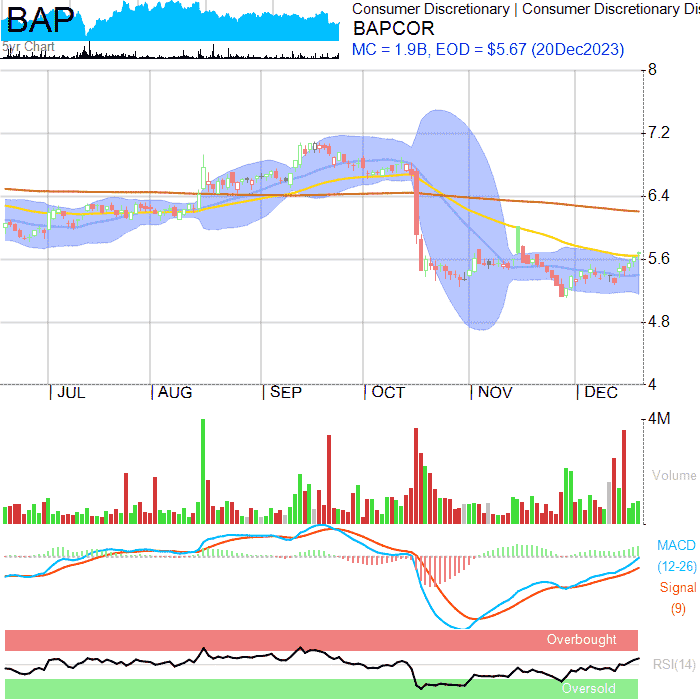 BAP
5yr Chart
Consumer Discretionary | Consumer Discretionary Dis
BAPCOR
MC = 1.9B, EOD = $5.67 (20Dec2023)
8
7.2
6.4
5.6
4.8
4
JUL AUG SEP OCT NOV DEC
4M
Volume
MACD
(12-26)
Signal
(9)
Overbought
RSI(14)
Oversold